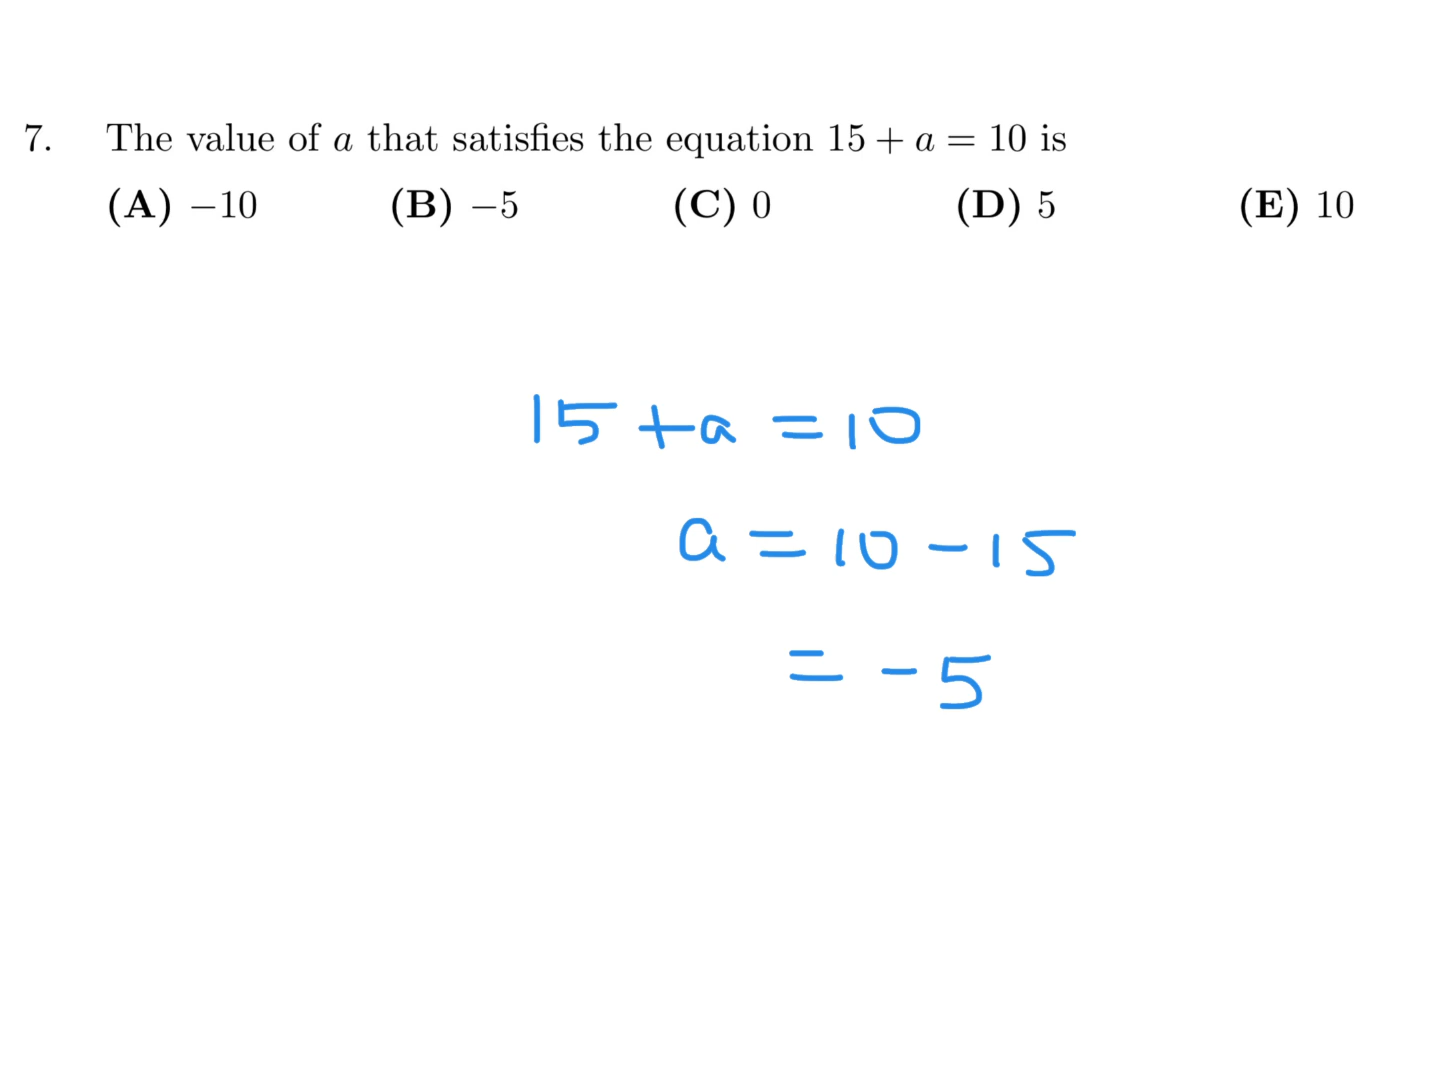 7. The value of a that satisfies the equation 15 + a = 10 is
(A) −10 (B) −5 (C) 0 (D) 5 (E) 10
15 + a = 10
a = 10 − 15
= − 5